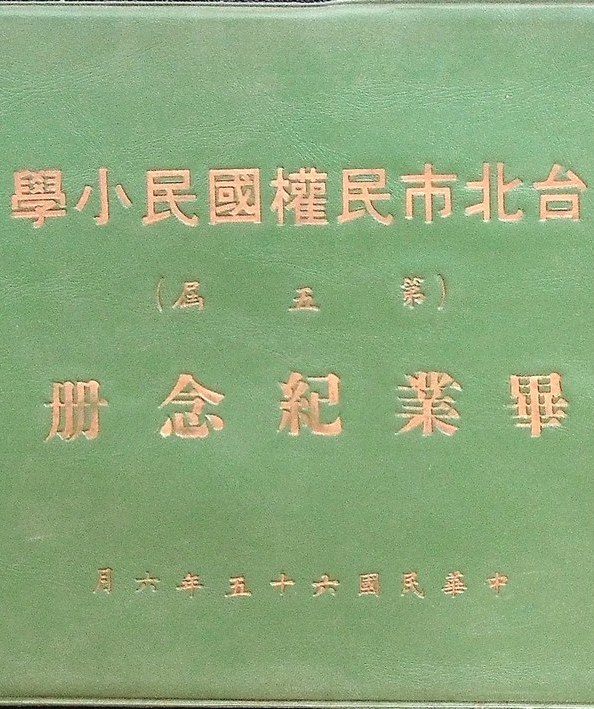 台北市民權國民小學
(第五屆)
畢業紀念册
中華民國六十五年六月